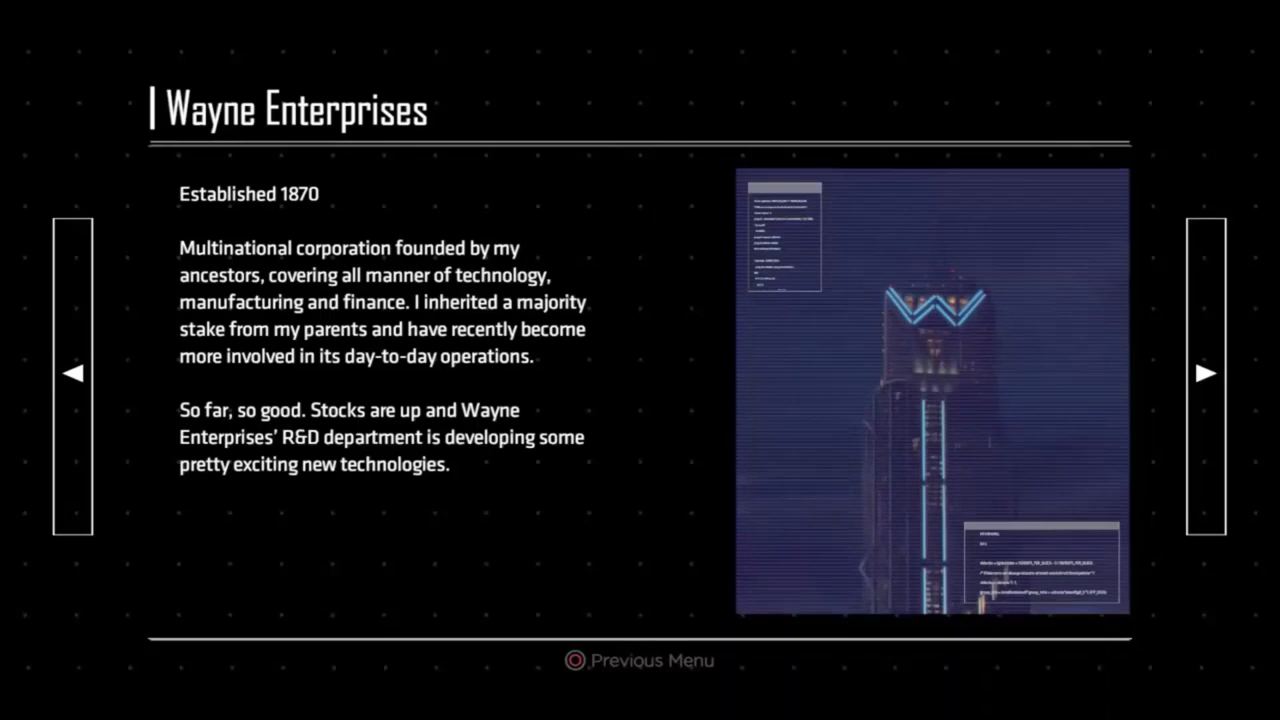 Wayne Enterprises
Established 1870
Multinational corporation founded by my
ancestors, covering all manner of technology,
manufacturing and finance. I inherited a majority
stake from my parents and have recently become
more involved in its day-to-day operations.
So far, so good. Stocks are up and Wayne
Enterprises’ R&D department is developing some
pretty exciting new technologies.
Previous Menu